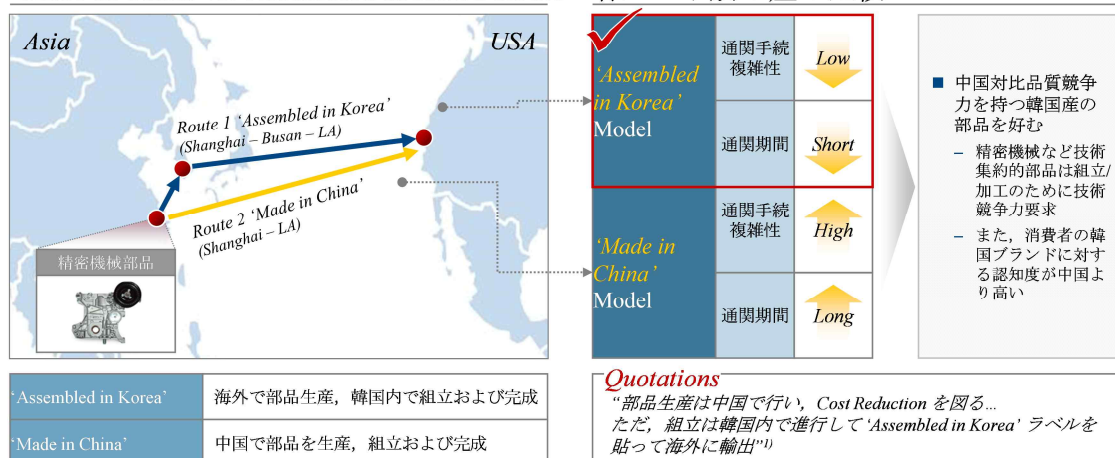 Asia
USA
Route 1 ‘Assembled in Korea’
(Shanghai – Busan – LA)
Route 2 ‘Made in China’
(Shanghai – LA)
精密機械部品
‘Assembled in Korea’
海外で部品生産，韓国内で組立および完成
‘Made in China’
中国で部品を生産，組立および完成
‘Assembled
in Korea’
Model
通関手続
複雑性
Low
通関期間
Short
‘Made in
China’
Model
通関手続
複雑性
High
通関期間
Long
■ 中国対比品質競争
力を持つ韓国産の
部品を好む
– 精密機械など技術
集約的部品は組立/
加工のために技術
競争力要求
– また，消費者の韓
国ブランドに対す
る認知度が中国よ
り高い
Quotations
“部品生産は中国で行い，Cost Reduction を図る...
ただ，組立は韓国内で進行して ‘Assembled in Korea’ ラベルを
貼って海外に輸出”1)